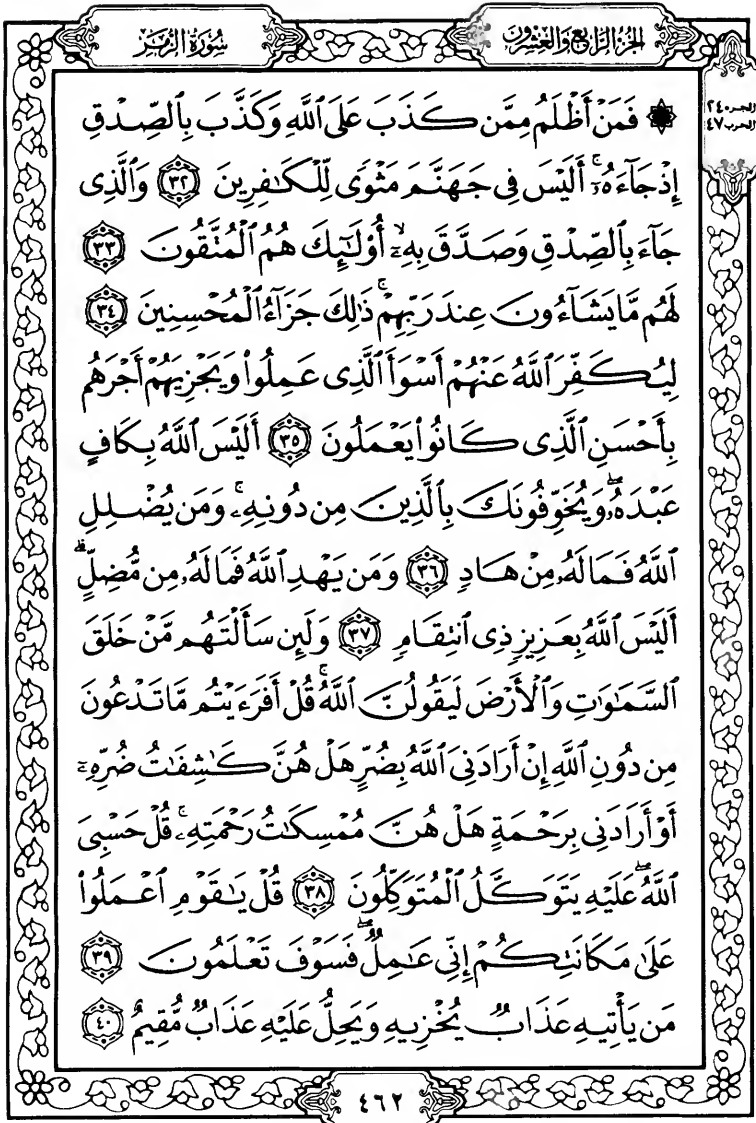 الجزء الرابع والعشرون
سورة الزمر
الجزء ٢٤
الحزب ٤٧
۞ فَمَنْ أَظْلَمُ مِمَّن كَذَبَ عَلَى ٱللَّهِ وَكَذَّبَ بِٱلصِّدْقِ
إِذْ جَآءَهُۥٓ ۚ أَلَيْسَ فِى جَهَنَّمَ مَثْوًى لِّلْكَـٰفِرِينَ ٣٢ وَٱلَّذِى
جَآءَ بِٱلصِّدْقِ وَصَدَّقَ بِهِۦٓ ۙ أُو۟لَـٰٓئِكَ هُمُ ٱلْمُتَّقُونَ ٣٣
لَهُم مَّا يَشَآءُونَ عِندَ رَبِّهِمْ ۚ ذَٰلِكَ جَزَآءُ ٱلْمُحْسِنِينَ ٣٤
لِيُكَفِّرَ ٱللَّهُ عَنْهُمْ أَسْوَأَ ٱلَّذِى عَمِلُوا۟ وَيَجْزِيَهُمْ أَجْرَهُم
بِأَحْسَنِ ٱلَّذِى كَانُوا۟ يَعْمَلُونَ ٣٥ أَلَيْسَ ٱللَّهُ بِكَافٍ
عَبْدَهُۥ ۖ وَيُخَوِّفُونَكَ بِٱلَّذِينَ مِن دُونِهِۦ ۚ وَمَن يُضْلِلِ
ٱللَّهُ فَمَا لَهُۥ مِنْ هَادٍ ٣٦ وَمَن يَهْدِ ٱللَّهُ فَمَا لَهُۥ مِن مُّضِلٍّ ۗ
أَلَيْسَ ٱللَّهُ بِعَزِيزٍ ذِى ٱنتِقَامٍ ٣٧ وَلَئِن سَأَلْتَهُم مَّنْ خَلَقَ
ٱلسَّمَـٰوَٰتِ وَٱلْأَرْضَ لَيَقُولُنَّ ٱللَّهُ ۚ قُلْ أَفَرَءَيْتُم مَّا تَدْعُونَ
مِن دُونِ ٱللَّهِ إِنْ أَرَادَنِىَ ٱللَّهُ بِضُرٍّ هَلْ هُنَّ كَـٰشِفَـٰتُ ضُرِّهِۦٓ
أَوْ أَرَادَنِى بِرَحْمَةٍ هَلْ هُنَّ مُمْسِكَـٰتُ رَحْمَتِهِۦ ۚ قُلْ حَسْبِىَ
ٱللَّهُ ۖ عَلَيْهِ يَتَوَكَّلُ ٱلْمُتَوَكِّلُونَ ٣٨ قُلْ يَـٰقَوْمِ ٱعْمَلُوا۟
عَلَىٰ مَكَانَتِكُمْ إِنِّى عَـٰمِلٌ ۖ فَسَوْفَ تَعْلَمُونَ ٣٩
مَن يَأْتِيهِ عَذَابٌ يُخْزِيهِ وَيَحِلُّ عَلَيْهِ عَذَابٌ مُّقِيمٌ ٤٠
٤٦٢